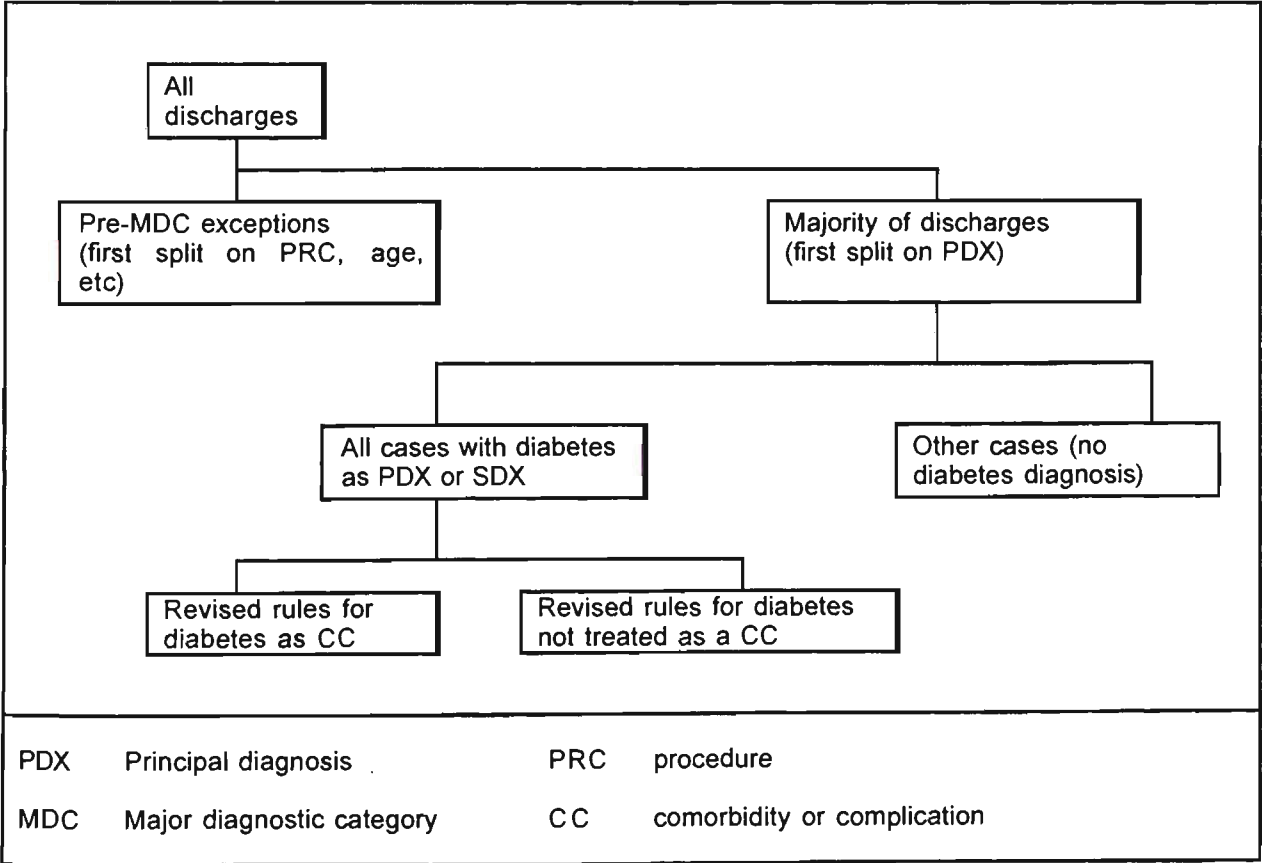 All
discharges
Pre-MDC exceptions
(first split on PRC, age,
etc)
Majority of discharges
(first split on PDX)
All cases with diabetes
as PDX or SDX
Other cases (no
diabetes diagnosis)
Revised rules for
diabetes as CC
Revised rules for diabetes
not treated as a CC
PDX Principal diagnosis PRC procedure
MDC Major diagnostic category CC comorbidity or complication